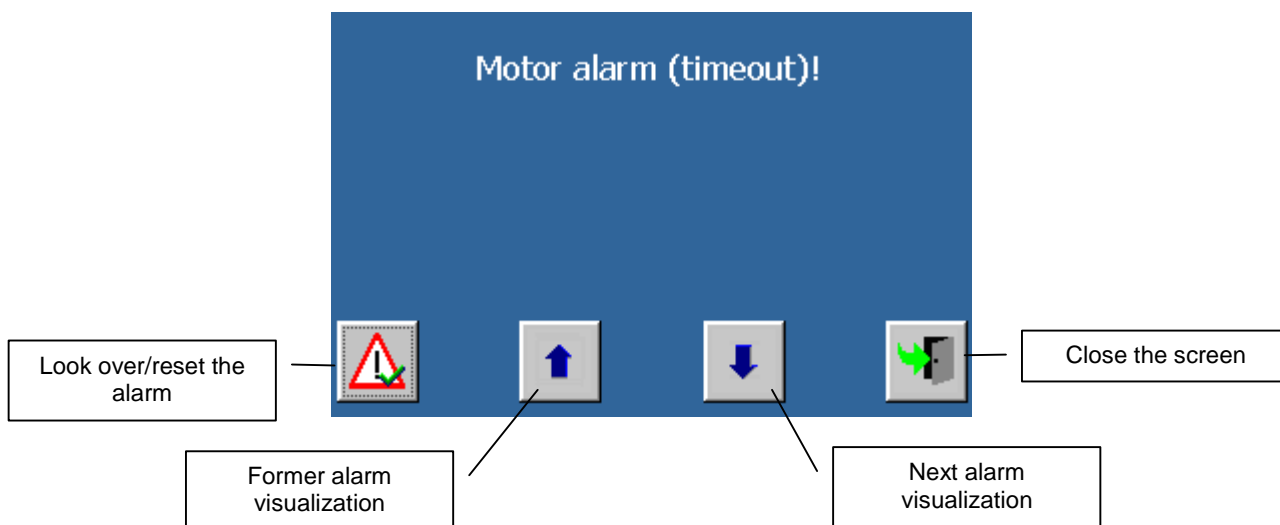 Motor alarm (timeout)!
Look over/reset the
alarm
Close the screen
Former alarm
visualization
Next alarm
visualization